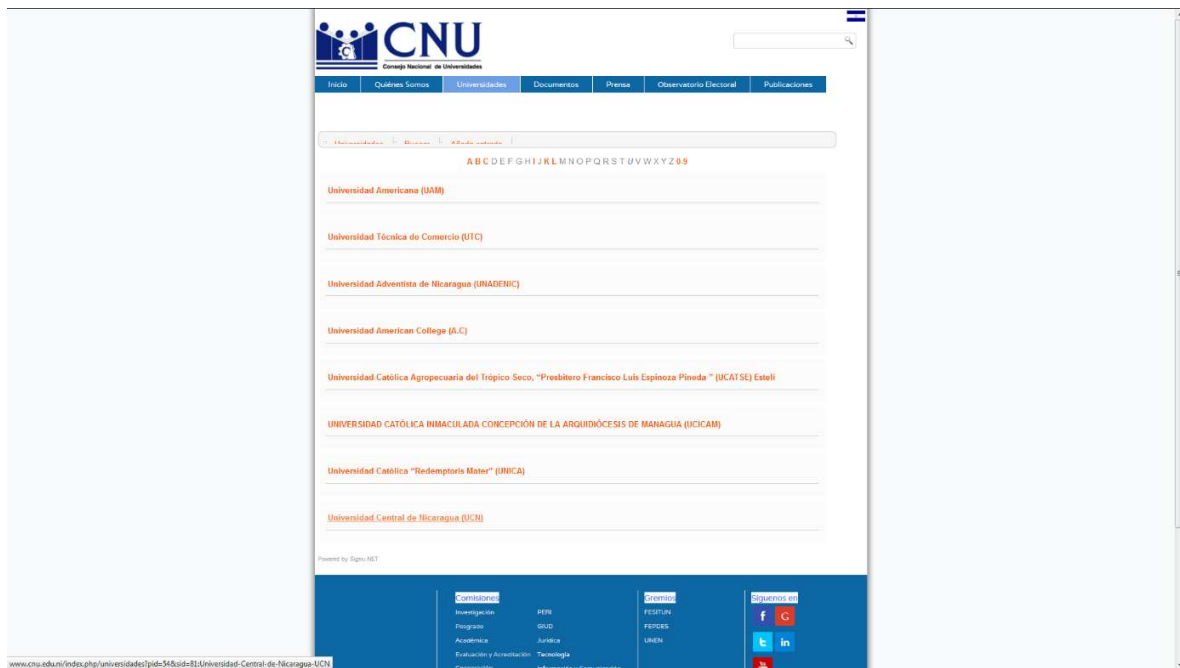 CNU
Consejo Nacional de Universidades
Inicio Quiénes Somos Universidades Documentos Prensa Observatorio Electoral Publicaciones
Universidades Buscar Añadir entrada
A B C D E F G H I J K L M N O P Q R S T U V W X Y Z 0-9
Universidad Americana (UAM)
Universidad Técnica de Comercio (UTC)
Universidad Adventista de Nicaragua (UNADENIC)
Universidad American College (A.C)
Universidad Católica Agropecuaria del Trópico Seco, “Presbitero Francisco Luis Espinoza Pineda ” (UCATSE) Estelí
UNIVERSIDAD CATÓLICA INMACULADA CONCEPCIÓN DE LA ARQUIDIÓCESIS DE MANAGUA (UCICAM)
Universidad Católica “Redemptoris Mater” (UNICA)
Universidad Central de Nicaragua (UCN)
Powered by Sigsiu.NET
Comisiones Gremios Síguenos en
Investigación PERI FESITUN
Posgrado GIUD FEPDES
Académica Jurídica UNEN
Evaluación y Acreditación Tecnología
www.cnu.edu.ni/index.php/universidades?pid=54&sid=81:Universidad-Central-de-Nicaragua-UCN